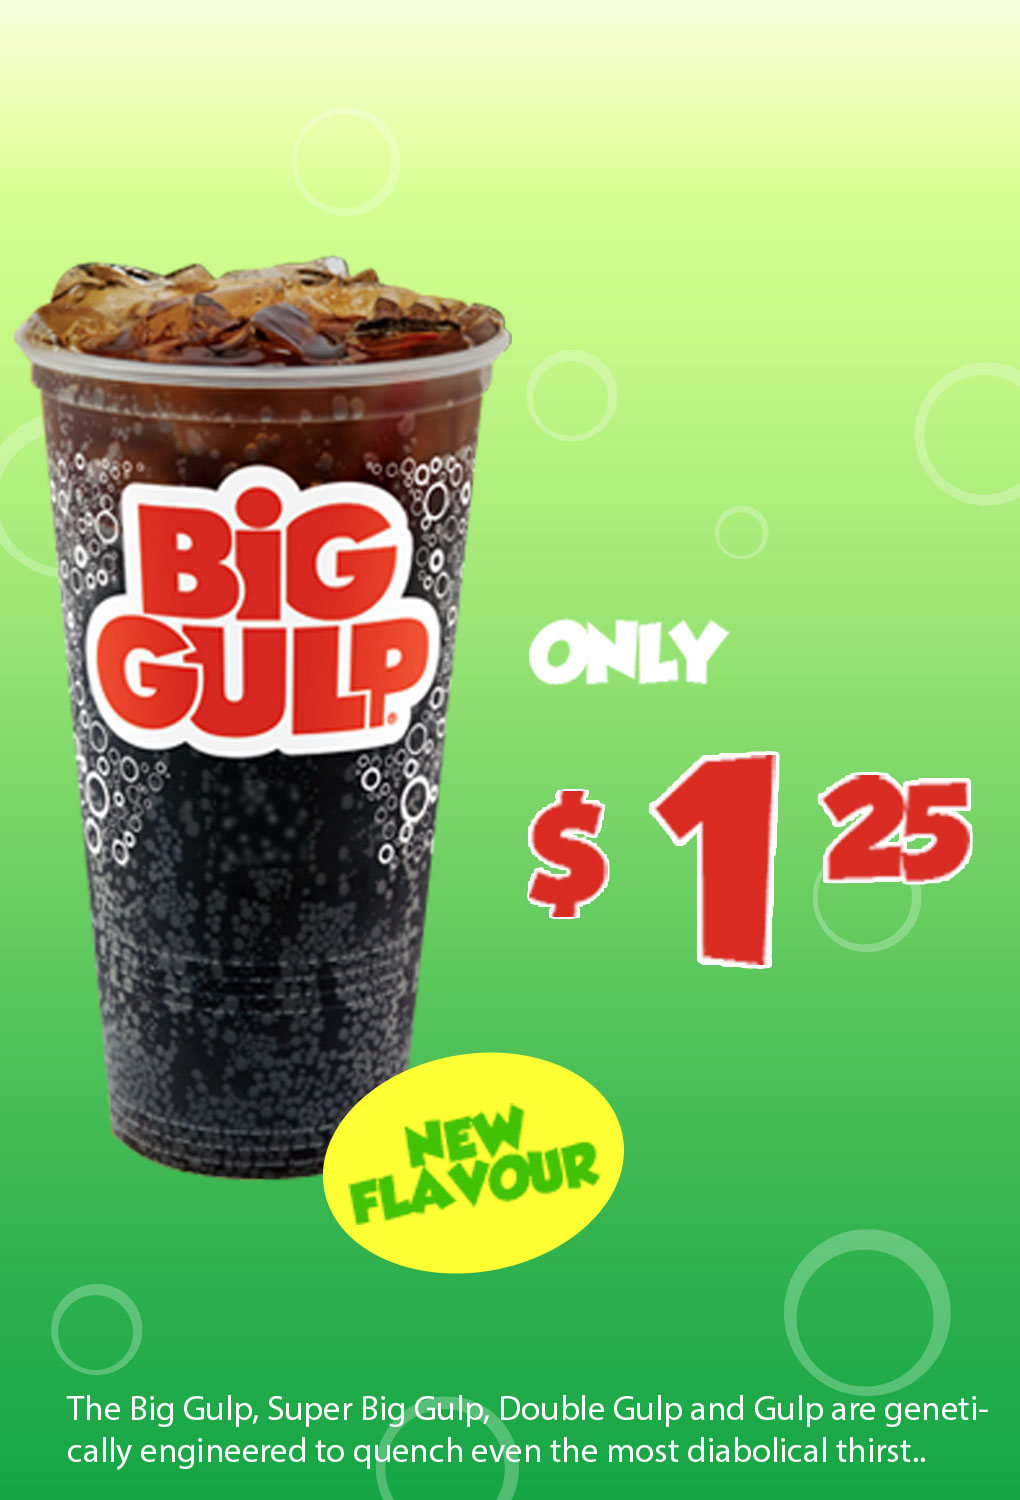 BiG
GULP®
ONLY
$ 1 25
NEW
FLAVOUR
The Big Gulp, Super Big Gulp, Double Gulp and Gulp are geneti-
cally engineered to quench even the most diabolical thirst..